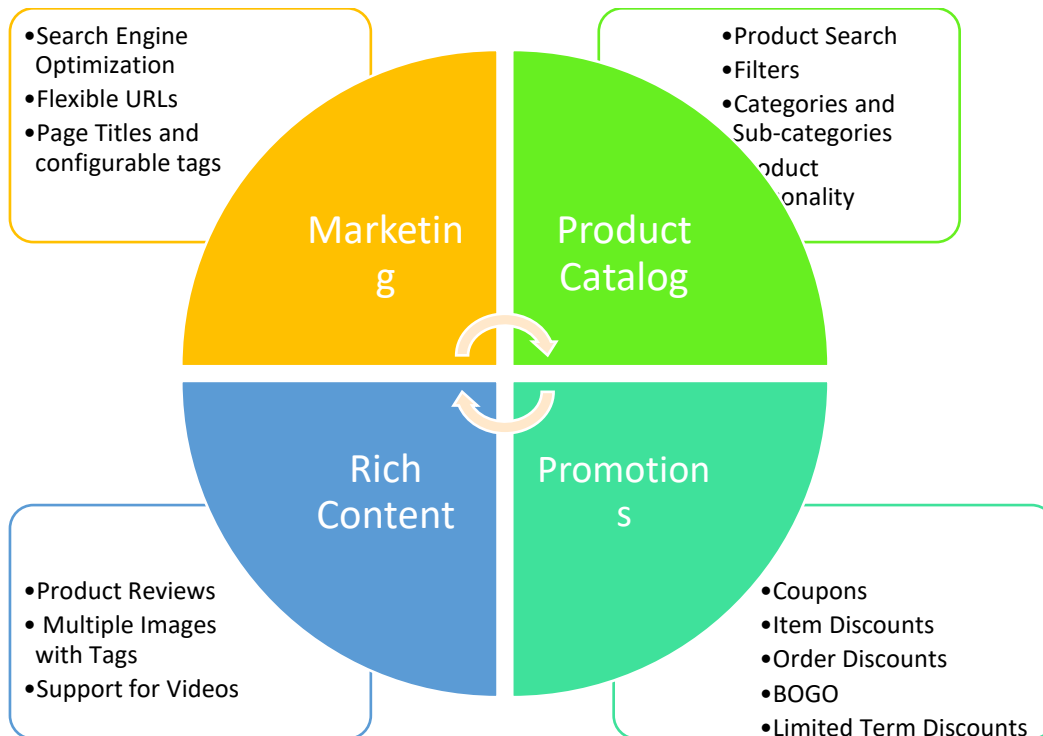 •Search Engine
Optimization
•Flexible URLs
•Page Titles and
configurable tags
•Product Search
•Filters
•Categories and
Sub-categories
Marketin
g
Product
Catalog
Rich
Content
Promotion
s
•Product Reviews
• Multiple Images
with Tags
•Support for Videos
•Coupons
•Item Discounts
•Order Discounts
•BOGO
•Limited Term Discounts